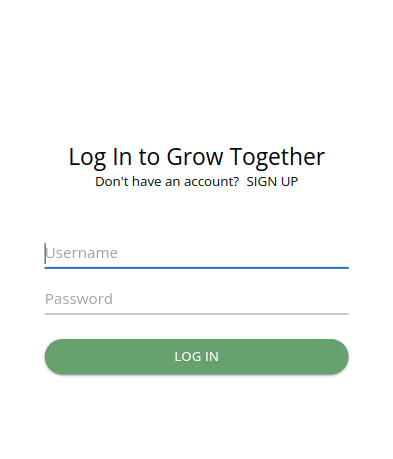 Log In to Grow Together
Don't have an account? SIGN UP
Username
Password
LOG IN